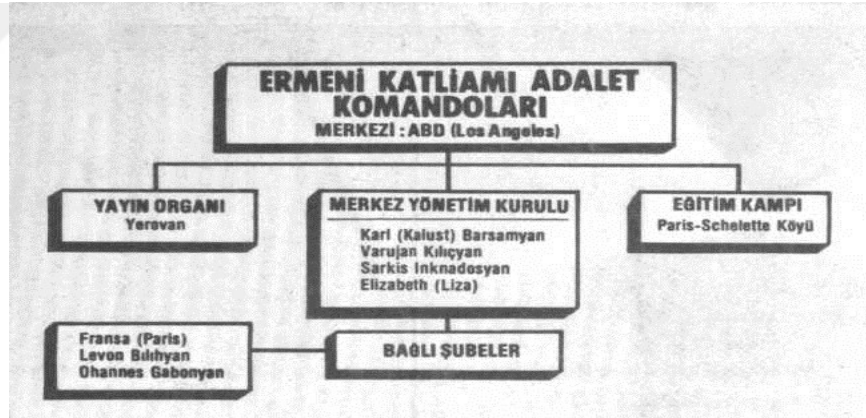 ERMENİ KATLİAMI ADALET
KOMANDOLARI
MERKEZİ : ABD (Los Angeles)
YAYIN ORGANI
Yerevan
MERKEZ YÖNETİM KURULU
Karl (Kalust) Barsamyan
Varujan Kılıçyan
Sarkis Inknadosyan
Elizabeth (Liza)
EĞİTİM KAMPI
Paris-Schelette Köyü
Fransa (Paris)
Levon Bılıhyan
Ohannes Gabonyan
BAĞLI ŞUBELER